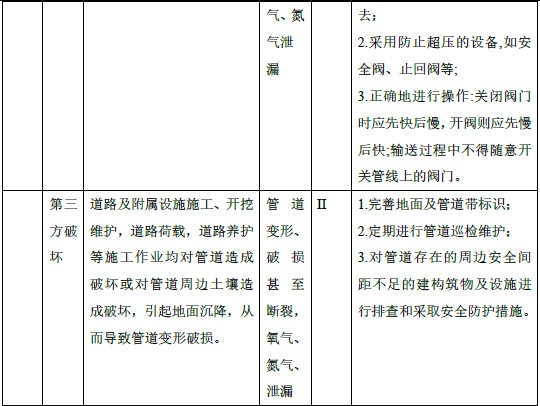 气、氮
气泄
漏
去；
2.采用防止超压的设备,如安
全阀、止回阀等;
3.正确地进行操作:关闭阀门
时应先快后慢，开阀则应先慢
后快;输送过程中不得随意开
关管线上的阀门。
第三
方破
坏
道路及附属设施施工、开挖
维护，道路荷载，道路养护
等施工作业均对管道造成
破坏或对管道周边土壤造
成破坏，引起地面沉降，从
而导致管道变形破损。
管道
变形、
破损
甚至
断裂，
氧气、
氮气、
泄漏
II
1.完善地面及管道带标识；
2.定期进行管道巡检维护；
3.对管道存在的周边安全间
距不足的建构筑物及设施进
行排查和采取安全防护措施。